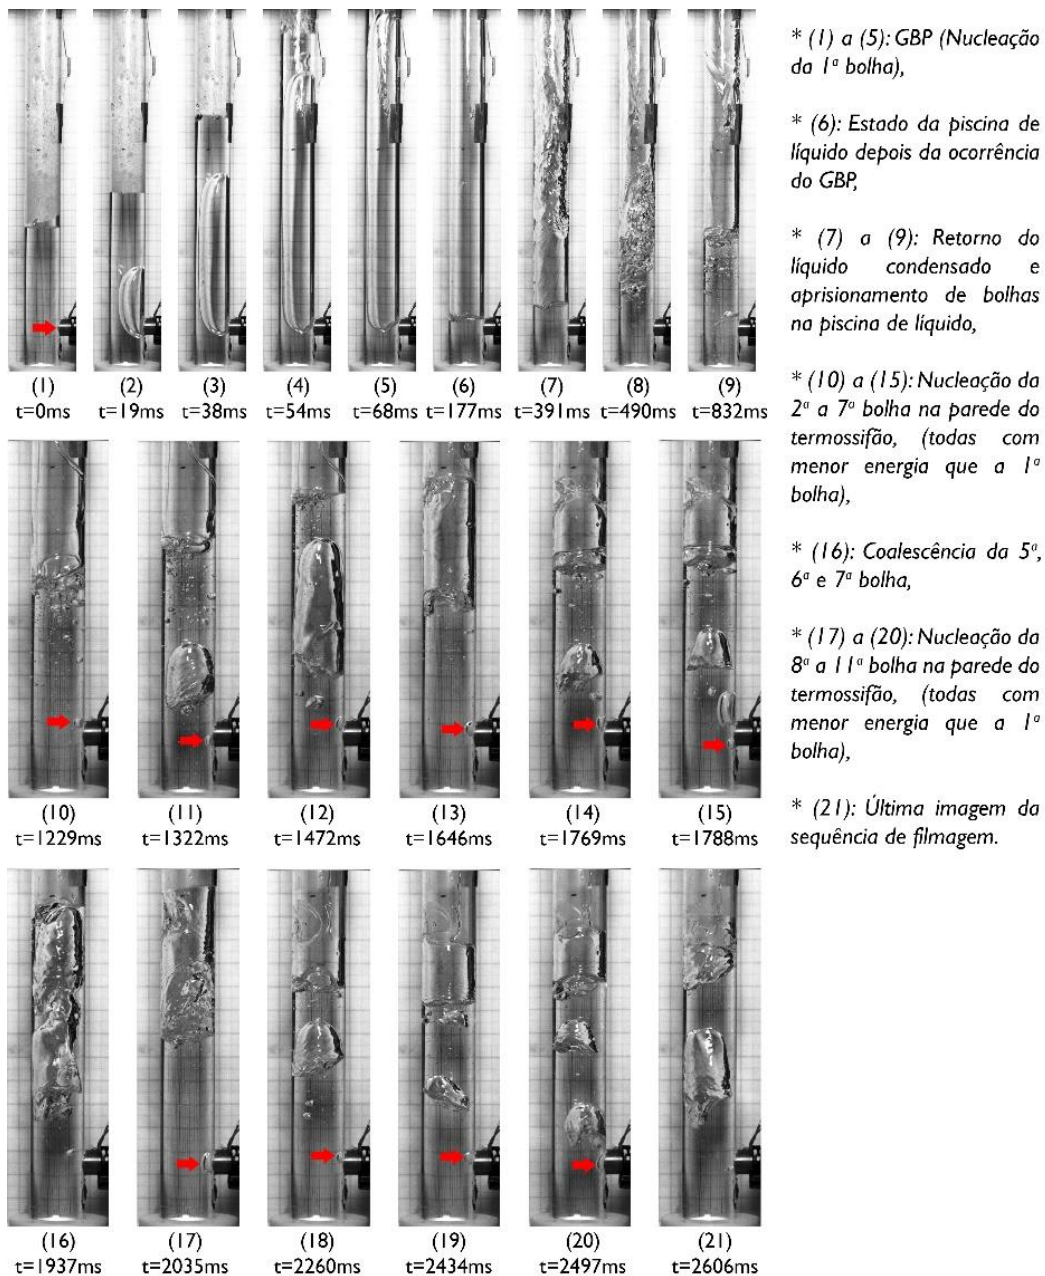 * (1) a (5): GBP (Nucleação
da 1ª bolha),
* (6): Estado da piscina de
líquido depois da ocorrência
do GBP,
* (7) a (9): Retorno do
líquido condensado e
aprisionamento de bolhas
na piscina de líquido,
* (10) a (15): Nucleação da
2ª a 7ª bolha na parede do
termossifão, (todas com
menor energia que a 1ª
bolha),
* (16): Coalescência da 5ª,
6ª e 7ª bolha,
* (17) a (20): Nucleação da
8ª a 11ª bolha na parede do
termossifão, (todas com
menor energia que a 1ª
bolha),
* (21): Última imagem da
sequência de filmagem.
(1) (2) (3) (4) (5) (6) (7) (8) (9)
t=0ms t=19ms t=38ms t=54ms t=68ms t=177ms t=391ms t=490ms t=832ms
(10) (11) (12) (13) (14) (15)
t=1229ms t=1322ms t=1472ms t=1646ms t=1769ms t=1788ms
(16) (17) (18) (19) (20) (21)
t=1937ms t=2035ms t=2260ms t=2434ms t=2497ms t=2606ms